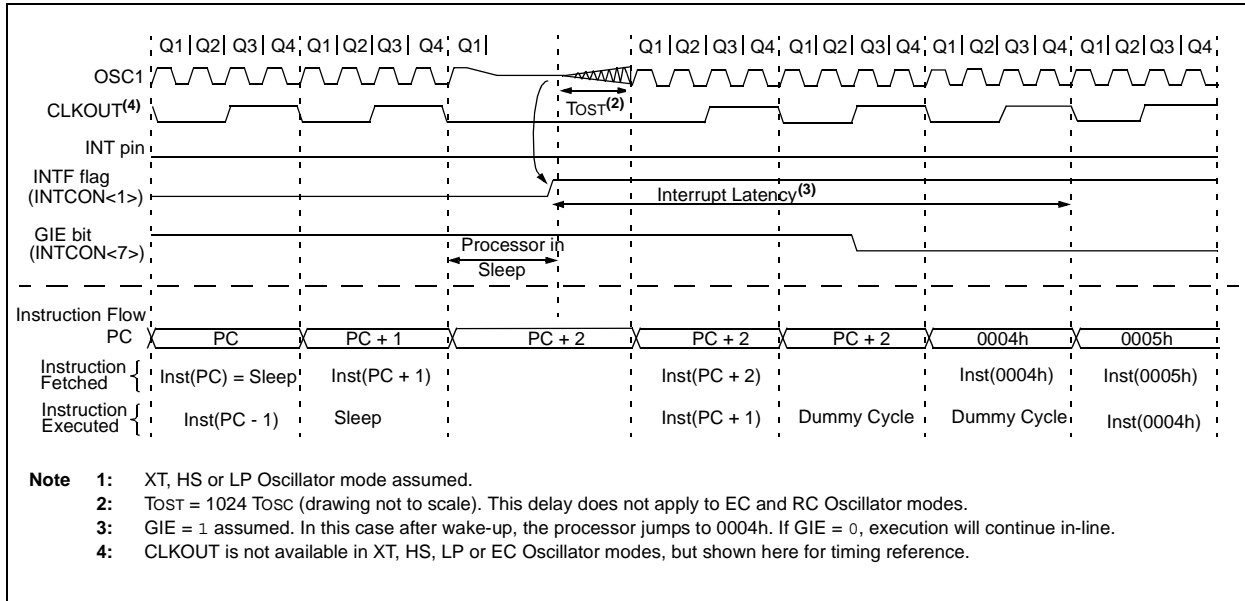 Q1 Q2 Q3 Q4 Q1 Q2 Q3 Q4 Q1 Q1 Q2 Q3 Q4 Q1 Q2 Q3 Q4 Q1 Q2 Q3 Q4 Q1 Q2 Q3 Q4
OSC1
CLKOUT(4)
TOST(2)
INT pin
INTF flag
(INTCON<1>)
Interrupt Latency(3)
GIE bit
(INTCON<7>)
Processor in
Sleep
Instruction Flow
PC PC PC + 1 PC + 2 PC + 2 PC + 2 0004h 0005h
Instruction
Fetched
Inst(PC) = Sleep Inst(PC + 1) Inst(PC + 2) Inst(0004h) Inst(0005h)
Instruction
Executed
Inst(PC - 1) Sleep Inst(PC + 1) Dummy Cycle Dummy Cycle Inst(0004h)
Note 1: XT, HS or LP Oscillator mode assumed.
2: TOST = 1024 TOSC (drawing not to scale). This delay does not apply to EC and RC Oscillator modes.
3: GIE = 1 assumed. In this case after wake-up, the processor jumps to 0004h. If GIE = 0, execution will continue in-line.
4: CLKOUT is not available in XT, HS, LP or EC Oscillator modes, but shown here for timing reference.